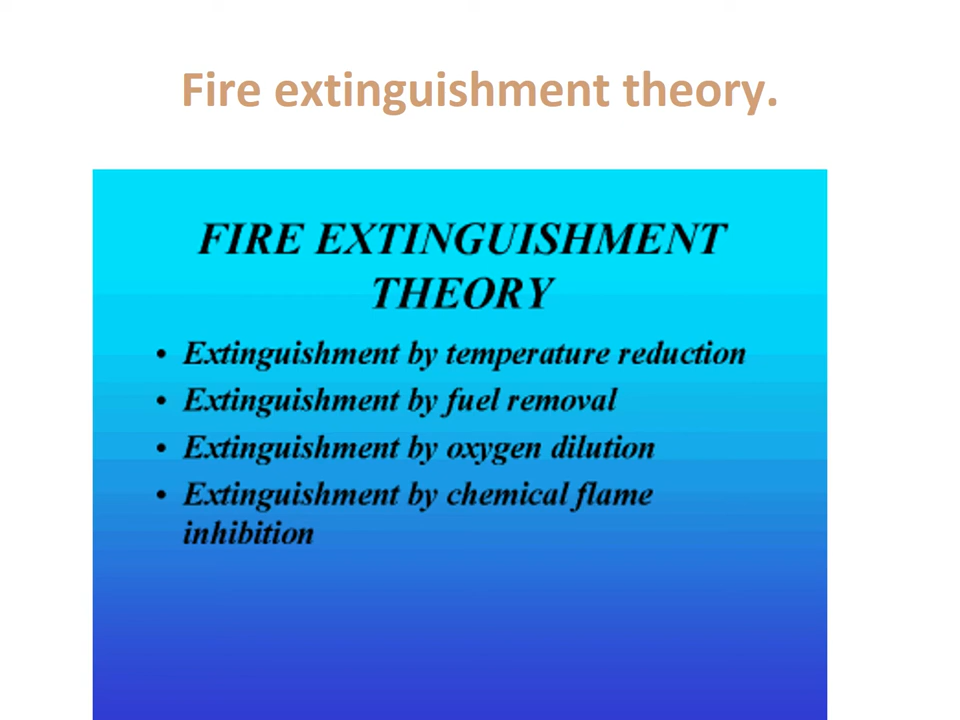 Fire extinguishment theory.
FIRE EXTINGUISHMENT
THEORY
• Extinguishment by temperature reduction
• Extinguishment by fuel removal
• Extinguishment by oxygen dilution
• Extinguishment by chemical flame
inhibition